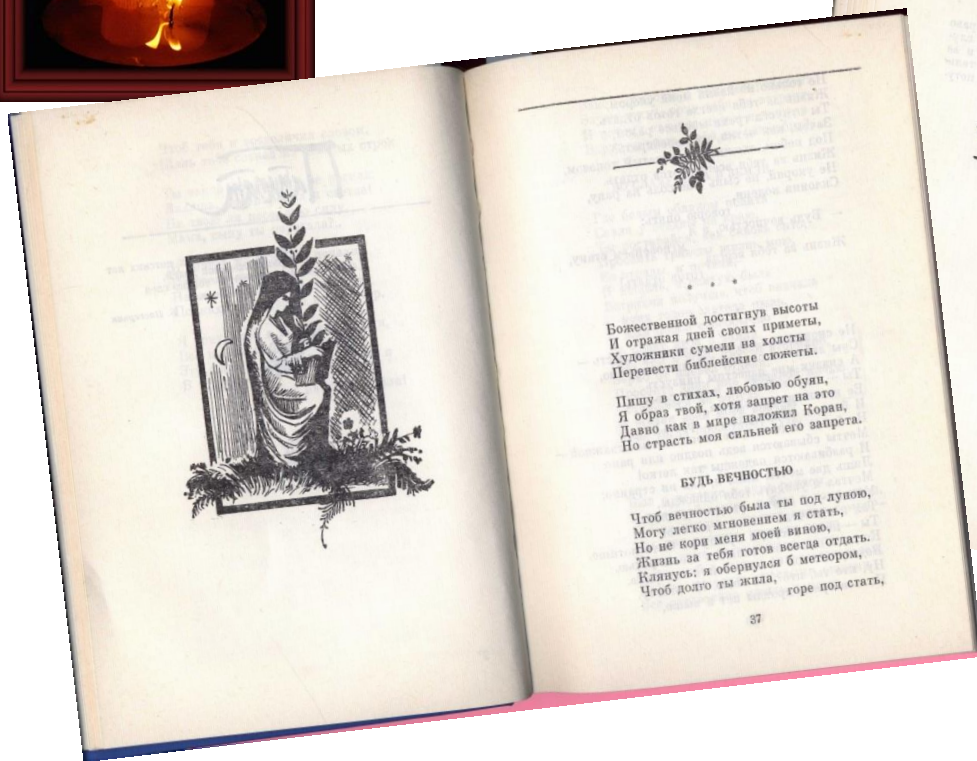 * * *
Божественной достигнув высоты
И отражая дней своих приметы,
Художники сумели на холсты
Перенести библейские сюжеты.
Пишу в стихах, любовью обуян,
Я образ твой, хотя запрет на это
Давно как в мире наложил Коран,
Но страсть моя сильней его запрета.
БУДЬ ВЕЧНОСТЬЮ
Чтоб вечностью была ты под луною,
Могу легко мгновением я стать,
Но не кори меня моей виною,
Жизнь за тебя готов всегда отдать.
Клянусь: я обернулся б метеором,
Чтоб долго ты жила,
горе под стать,
37